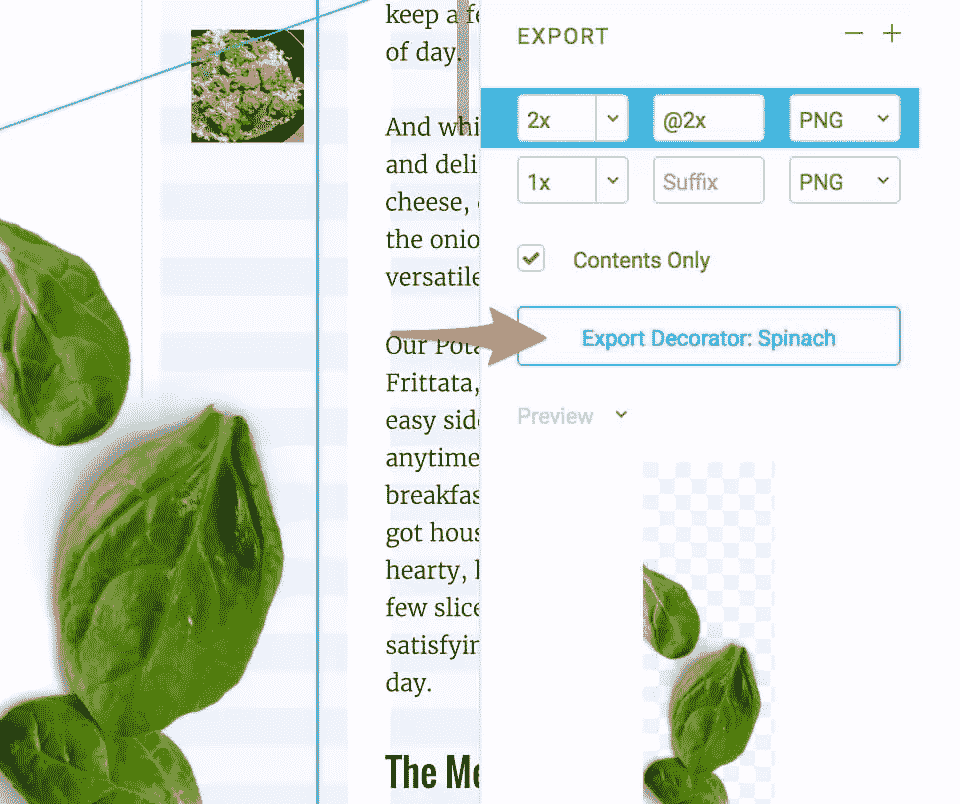 keep a fe
of day.
And whi
and deli
cheese,
the onio
versatile
Our Pota
Frittata,
easy side
anytime
breakfas
got hous
hearty,
few slice
satisfyin
day.
The Me
EXPORT
2x @2x PNG
1x Suffix PNG
Contents Only
Export Decorator: Spinach
Preview